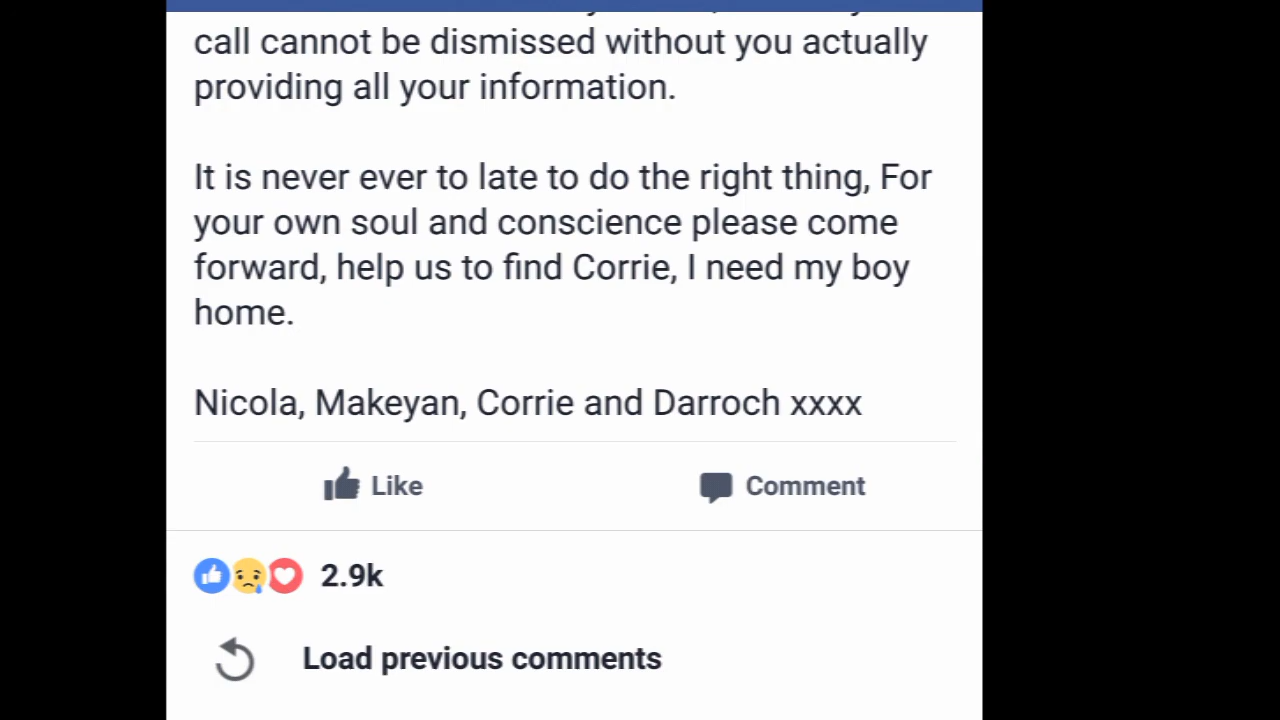 call cannot be dismissed without you actually
providing all your information.
It is never ever to late to do the right thing, For
your own soul and conscience please come
forward, help us to find Corrie, I need my boy
home.
Nicola, Makeyan, Corrie and Darroch xxxx
Like
Comment
2.9k
Load previous comments